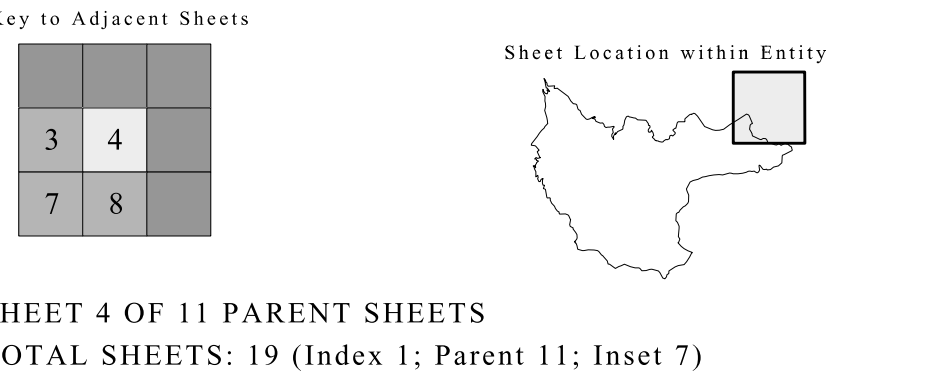 ey to Adjacent Sheets
Sheet Location within Entity
3 4
7 8
HEET 4 OF 11 PARENT SHEETS
OTAL SHEETS: 19 (Index 1; Parent 11; Inset 7)